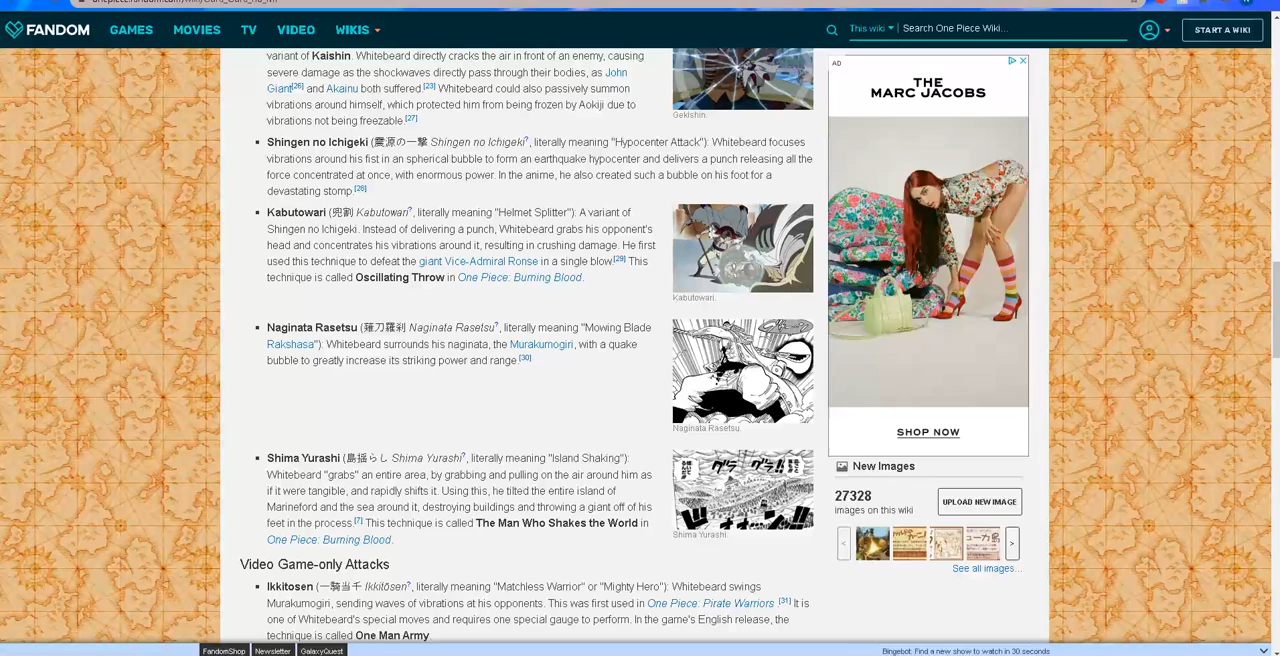 FANDOM GAMES MOVIES TV VIDEO WIKIS This wiki Search One Piece Wiki... START A WIKI
variant of Kaishin. Whitebeard directly cracks the air in front of an enemy, causing
severe damage as the shockwaves directly pass through their bodies, as John
Giant[26] and Akainu both suffered.[23] Whitebeard could also passively summon
vibrations around himself, which protected him from being frozen by Aokiji due to
vibrations not being freezable.[27]
Gekishin.
Shingen no Ichigeki (震源の一撃 Shingen no Ichigeki?, literally meaning "Hypocenter Attack"): Whitebeard focuses
vibrations around his fist in an spherical bubble to form an earthquake hypocenter and delivers a punch releasing all the
force concentrated at once, with enormous power. In the anime, he also created such a bubble on his foot for a
devastating stomp.[28]
Kabutowari (兜割 Kabutowari?, literally meaning "Helmet Splitter"): A variant of
Shingen no Ichigeki. Instead of delivering a punch, Whitebeard grabs his opponent's
head and concentrates his vibrations around it, resulting in crushing damage. He first
used this technique to defeat the giant Vice-Admiral Ronse in a single blow.[29] This
technique is called Oscillating Throw in One Piece: Burning Blood.
Kabutowari.
Naginata Rasetsu (薙刀羅刹 Naginata Rasetsu?, literally meaning "Mowing Blade
Rakshasa"): Whitebeard surrounds his naginata, the Murakumogiri, with a quake
bubble to greatly increase its striking power and range.[30]
Naginata Rasetsu.
Shima Yurashi (島揺らし Shima Yurashi?, literally meaning "Island Shaking"):
Whitebeard "grabs" an entire area, by grabbing and pulling on the air around him as
if it were tangible, and rapidly shifts it. Using this, he tilted the entire island of
Marineford and the sea around it, destroying buildings and throwing a giant off of his
feet in the process.[7] This technique is called The Man Who Shakes the World in
One Piece: Burning Blood.
グラ グラ!!
Shima Yurashi.
Video Game-only Attacks
Ikkitosen (一騎当千 Ikkitōsen?, literally meaning "Matchless Warrior" or "Mighty Hero"): Whitebeard swings
Murakumogiri, sending waves of vibrations at his opponents. This was first used in One Piece: Pirate Warriors.[31] It is
one of Whitebeard's special moves and requires one special gauge to perform. In the game's English release, the
technique is called One Man Army.
AD
THE
MARC JACOBS
SHOP NOW
New Images
27328
images on this wiki
UPLOAD NEW IMAGE
< >
See all images...
FandomShop Newsletter GalaxyQuest Bingebot: Find a new show to watch in 30 seconds